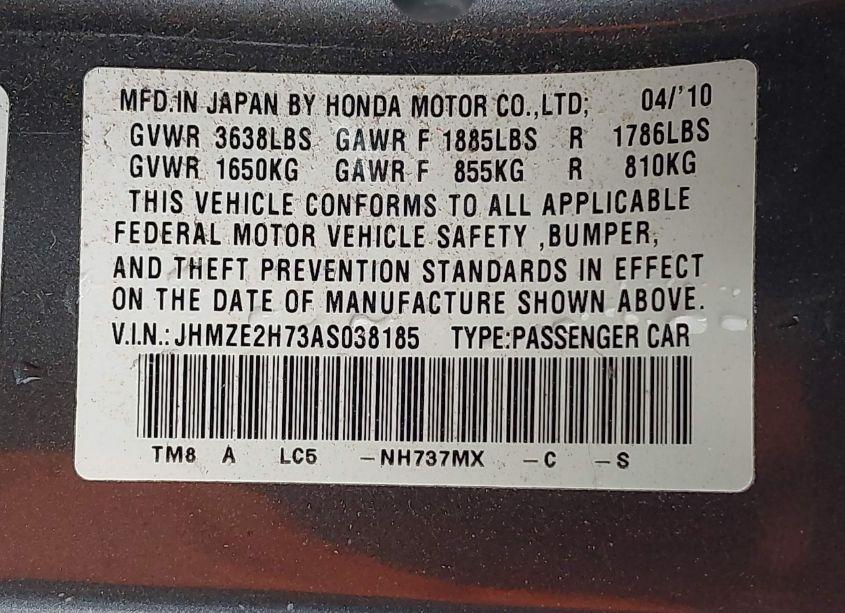 MFD.IN JAPAN BY HONDA MOTOR CO.,LTD; 04/'10
GVWR 3638LBS GAWR F 1885LBS R 1786LBS
GVWR 1650KG GAWR F 855KG R 810KG
THIS VEHICLE CONFORMS TO ALL APPLICABLE
FEDERAL MOTOR VEHICLE SAFETY ,BUMPER,
AND THEFT PREVENTION STANDARDS IN EFFECT
ON THE DATE OF MANUFACTURE SHOWN ABOVE.
V.I.N.:JHMZE2H73AS038185 TYPE:PASSENGER CAR
TM8 A LC5 -NH737MX -C -S